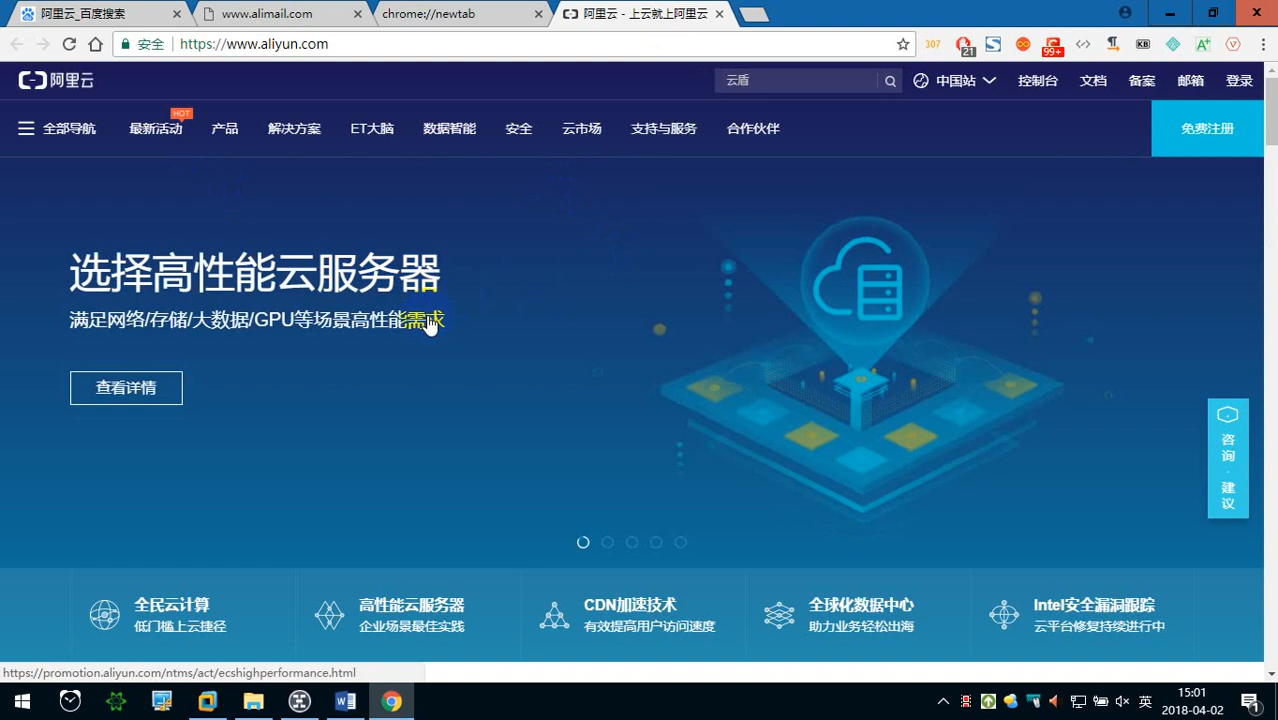 阿里云_百度搜索
www.alimail.com
chrome://newtab
阿里云 - 上云就上阿里云
安全
https://www.aliyun.com
307
21
99+
KB
A+
阿里云
云盾
中国站
控制台
文档
备案
邮箱
登录
全部导航
最新活动
HOT
产品
解决方案
ET大脑
数据智能
安全
云市场
支持与服务
合作伙伴
免费注册
选择高性能云服务器
满足网络/存储/大数据/GPU等场景高性能需求
查看详情
咨询·建议
全民云计算
低门槛上云捷径
高性能云服务器
企业场景最佳实践
CDN加速技术
有效提高用户访问速度
全球化数据中心
助力业务轻松出海
Intel安全漏洞跟踪
云平台修复持续进行中
https://promotion.aliyun.com/ntms/act/ecshighperformance.html
英
15:01
2018-04-02
1